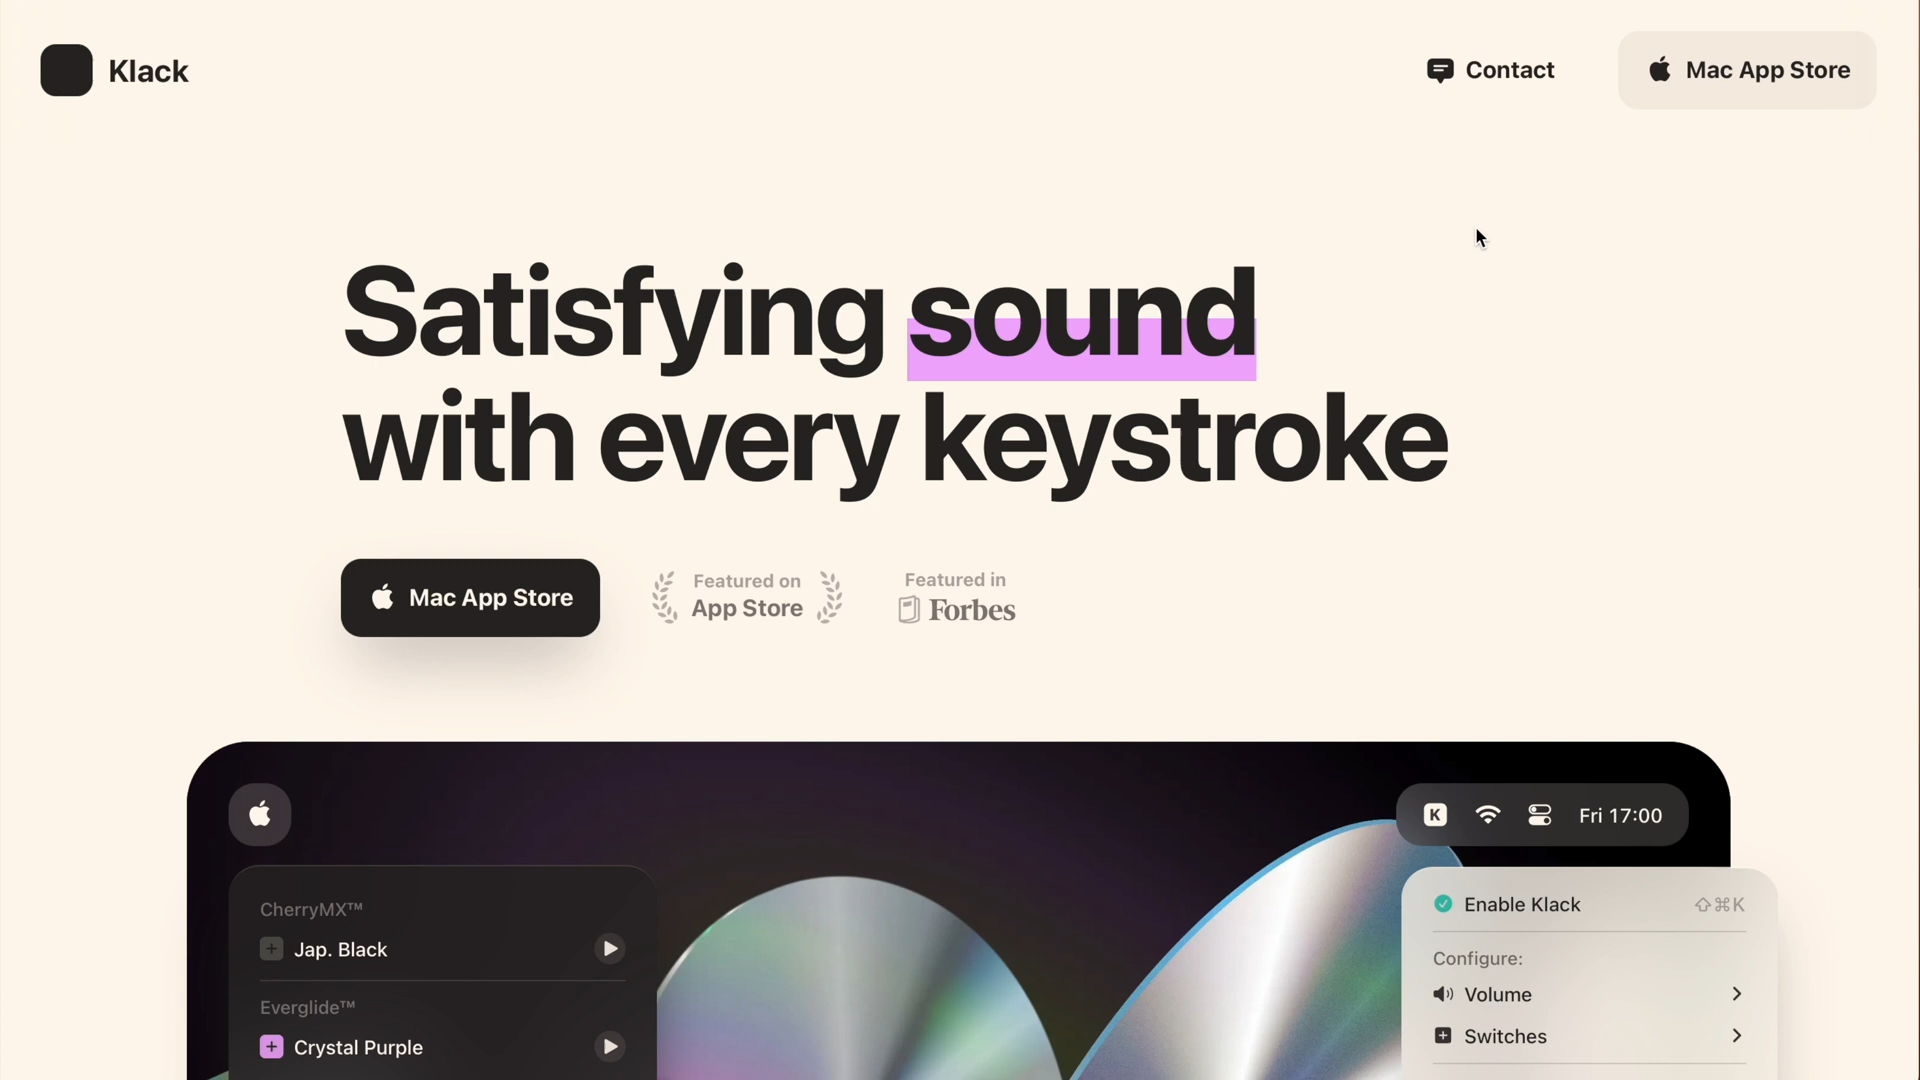 Klack
Contact
Mac App Store
Satisfying sound
with every keystroke
Mac App Store
Featured on
App Store
Featured in
Forbes
K
Fri 17:00
CherryMX™
Jap. Black
Everglide™
Crystal Purple
Enable Klack ⇧⌘K
Configure:
Volume
Switches